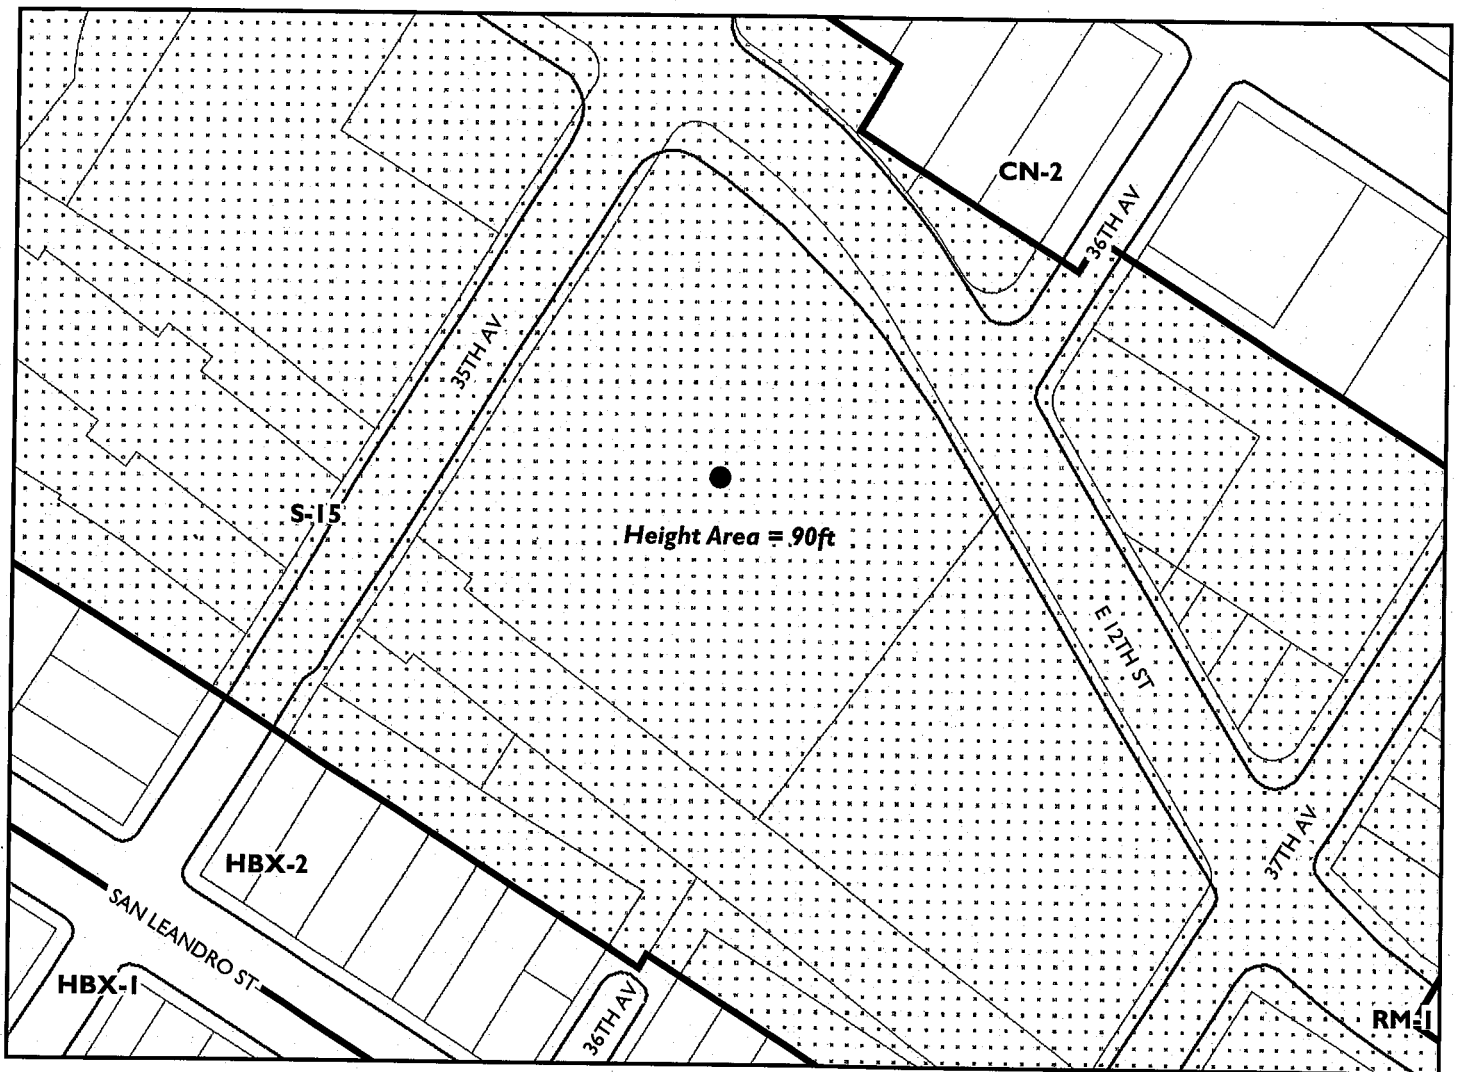 CN-2
36TH AV
35TH AV
S-15
Height Area = 90ft
E 12TH ST
37TH AV
HBX-2
SAN LEANDRO ST
HBX-1
36TH AV
RM-1